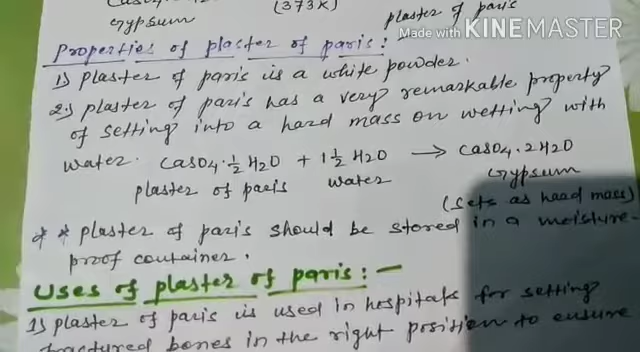 (373K)
Gypsum
plaster of paris
Made with KINEMASTER
Properties of plaster of paris:-
1) Plaster of paris is a white powder.
2) plaster of paris has a very remarkable property
of setting into a hard mass on wetting with
water. CaSO4·½H2O + 1½H2O → CaSO4·2H2O
plaster of paris water Gypsum
(sets as hard mass)
** plaster of paris should be stored in a moisture-
proof container.
Uses of plaster of paris:-
1) plaster of paris is used in hospitals for setting
fractured bones in the right position to ensure